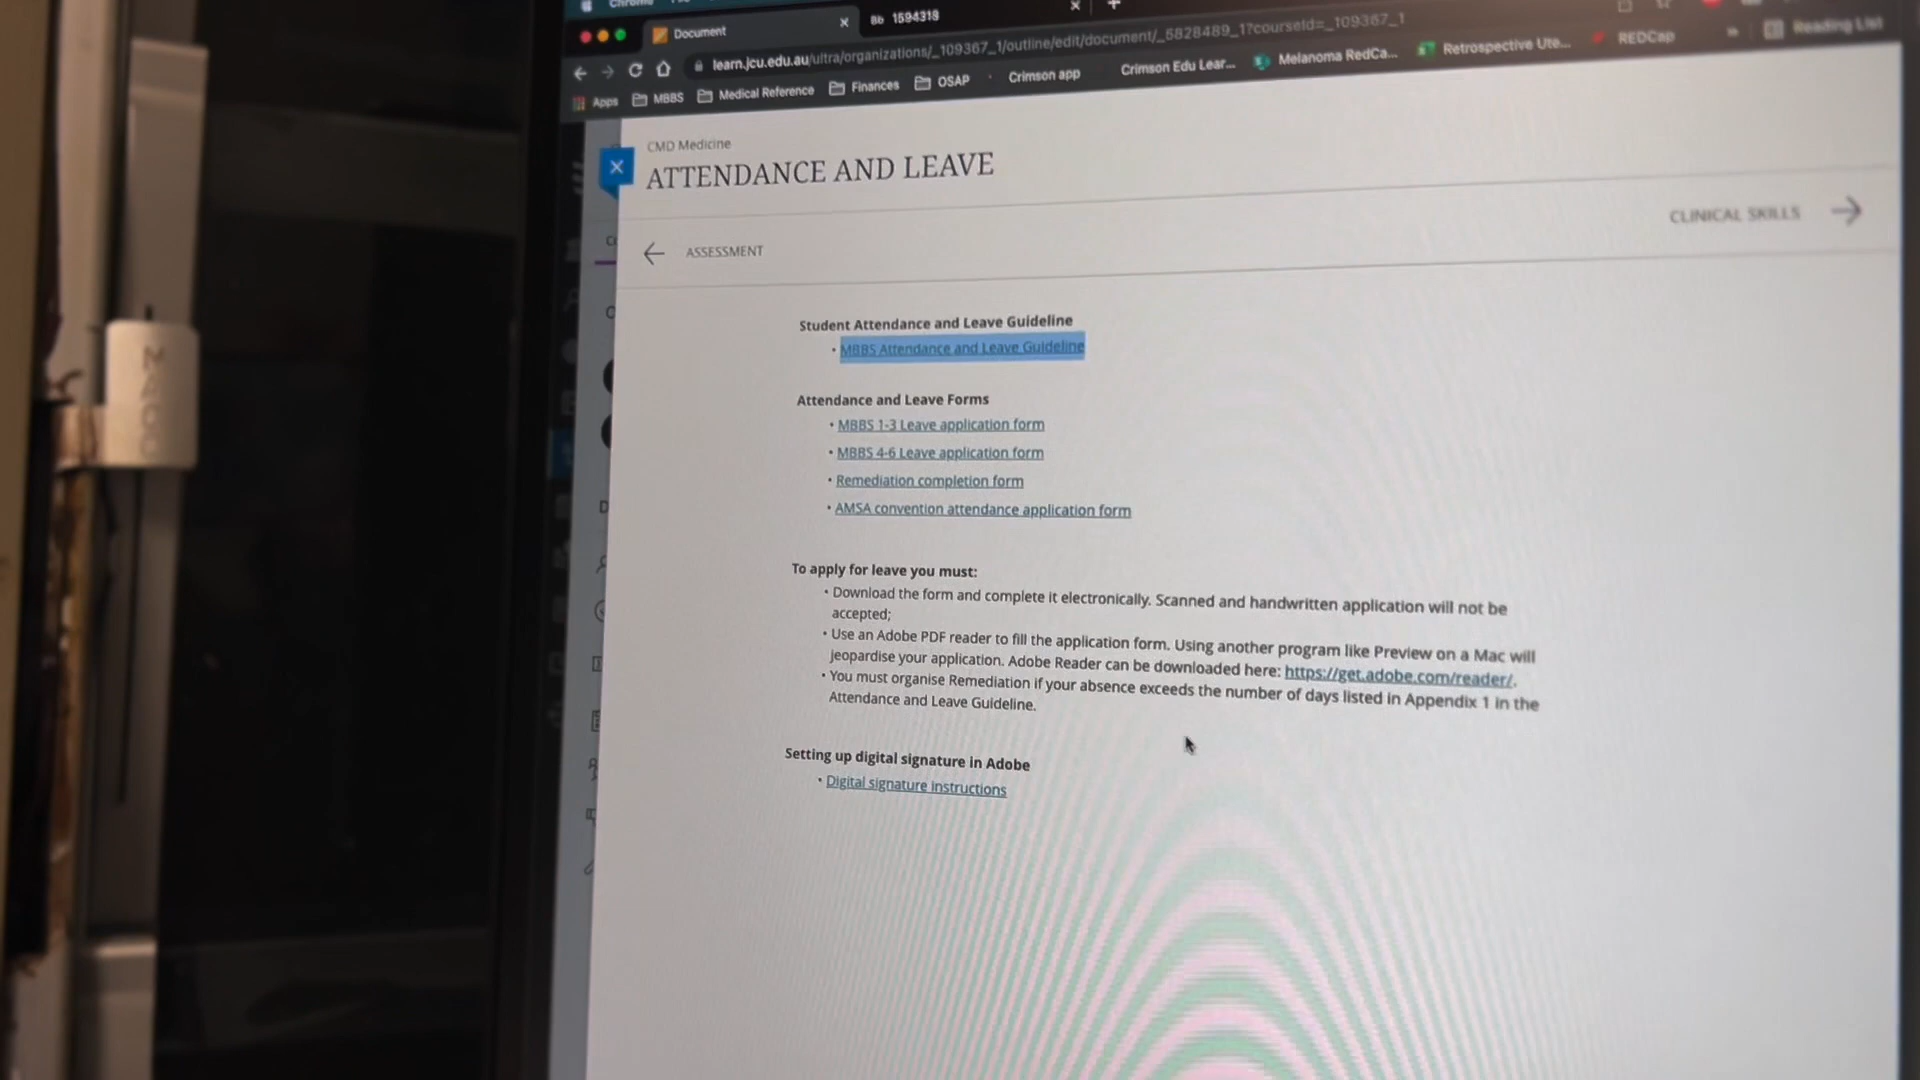 Chrome
Document
Bb 1594318
learn.jcu.edu.au/ultra/organizations/_109367_1/outline/edit/document/_6828489_1?courseId=_109367_1
Apps MBBS Medical Reference Finances OSAP Crimson app Crimson Edu Lear... Melanoma RedCa... Retrospective Ute... REDCap » Reading List
CMD Medicine
ATTENDANCE AND LEAVE
CLINICAL SKILLS
ASSESSMENT
Student Attendance and Leave Guideline
• MBBS Attendance and Leave Guideline
Attendance and Leave Forms
• MBBS 1-3 Leave application form
• MBBS 4-6 Leave application form
• Remediation completion form
• AMSA convention attendance application form
To apply for leave you must:
• Download the form and complete it electronically. Scanned and handwritten application will not be
accepted;
• Use an Adobe PDF reader to fill the application form. Using another program like Preview on a Mac will
jeopardise your application. Adobe Reader can be downloaded here: https://get.adobe.com/reader/.
• You must organise Remediation if your absence exceeds the number of days listed in Appendix 1 in the
Attendance and Leave Guideline.
Setting up digital signature in Adobe
• Digital signature instructions